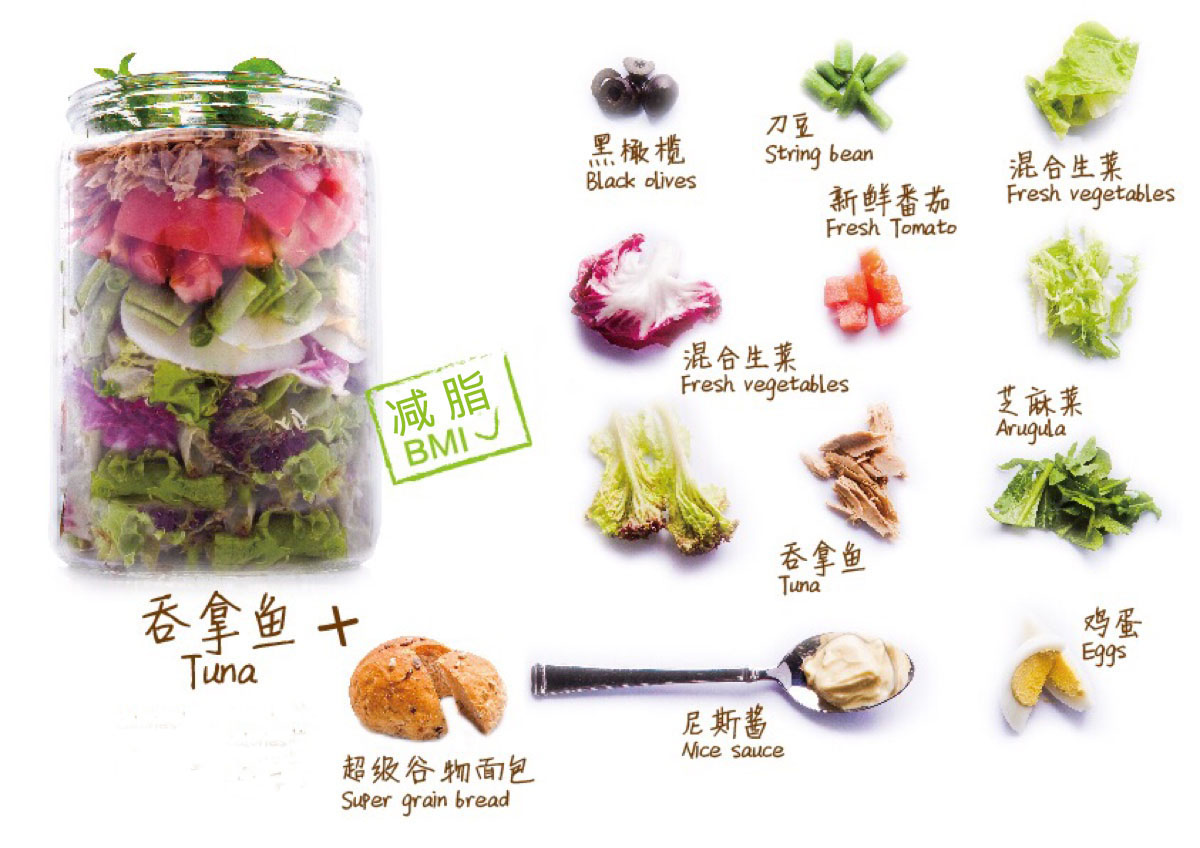 黑橄榄
Black olives
刀豆
String bean
混合生菜
Fresh vegetables
新鲜番茄
Fresh Tomato
混合生菜
Fresh vegetables
减脂
BMI
芝麻菜
Arugula
吞拿鱼
Tuna
吞拿鱼 +
Tuna
鸡蛋
Eggs
尼斯酱
Nice sauce
超级谷物面包
Super grain bread